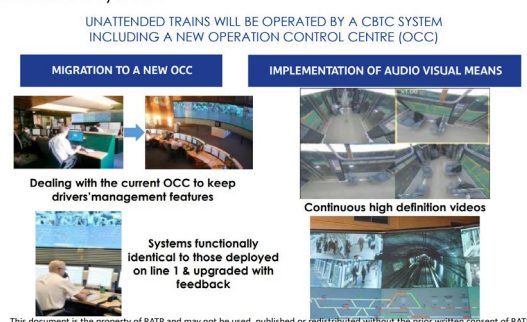 UNATTENDED TRAINS WILL BE OPERATED BY A CBTC SYSTEM
INCLUDING A NEW OPERATION CONTROL CENTRE (OCC)
MIGRATION TO A NEW OCC
IMPLEMENTATION OF AUDIO VISUAL MEANS
Dealing with the current OCC to keep
drivers'management features
Continuous high definition videos
Systems functionally
identical to those deployed
on line 1 & upgraded with
feedback
This document is the property of RATP and may not be used, published or redistributed without the prior written consent of RAT